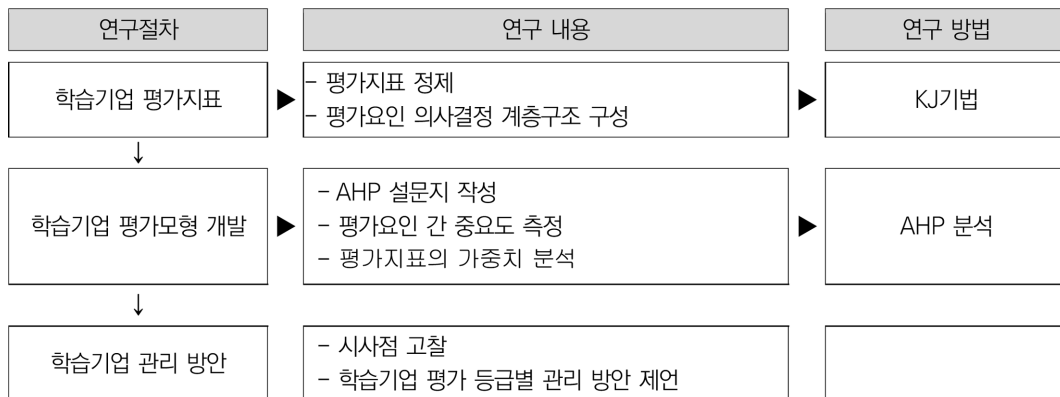 연구절차
연구 내용
연구 방법
학습기업 평가지표
- 평가지표 정제
- 평가요인 의사결정 계층구조 구성
KJ기법
학습기업 평가모형 개발
- AHP 설문지 작성
- 평가요인 간 중요도 측정
- 평가지표의 가중치 분석
AHP 분석
학습기업 관리 방안
- 시사점 고찰
- 학습기업 평가 등급별 관리 방안 제언